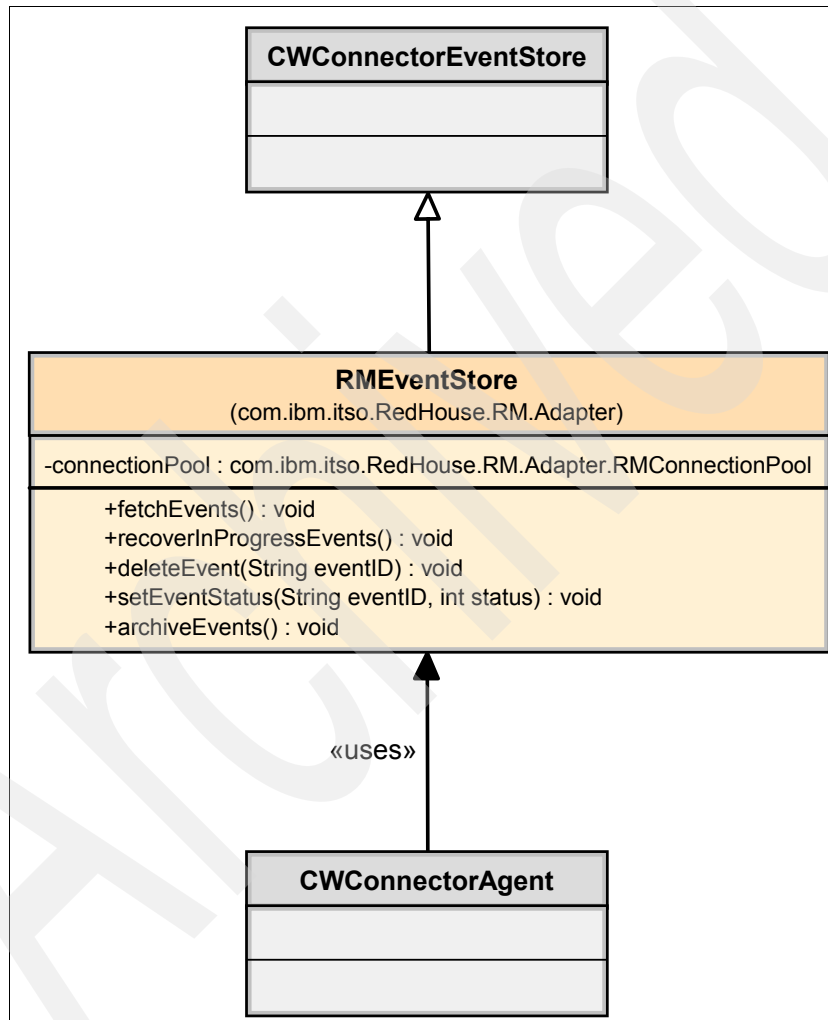 CWConnectorEventStore
RMEventStore
(com.ibm.itso.RedHouse.RM.Adapter)
-connectionPool : com.ibm.itso.RedHouse.RM.Adapter.RMConnectionPool
+fetchEvents() : void
+recoverInProgressEvents() : void
+deleteEvent(String eventID) : void
+setEventStatus(String eventID, int status) : void
+archiveEvents() : void
«uses»
CWConnectorAgent
Archived